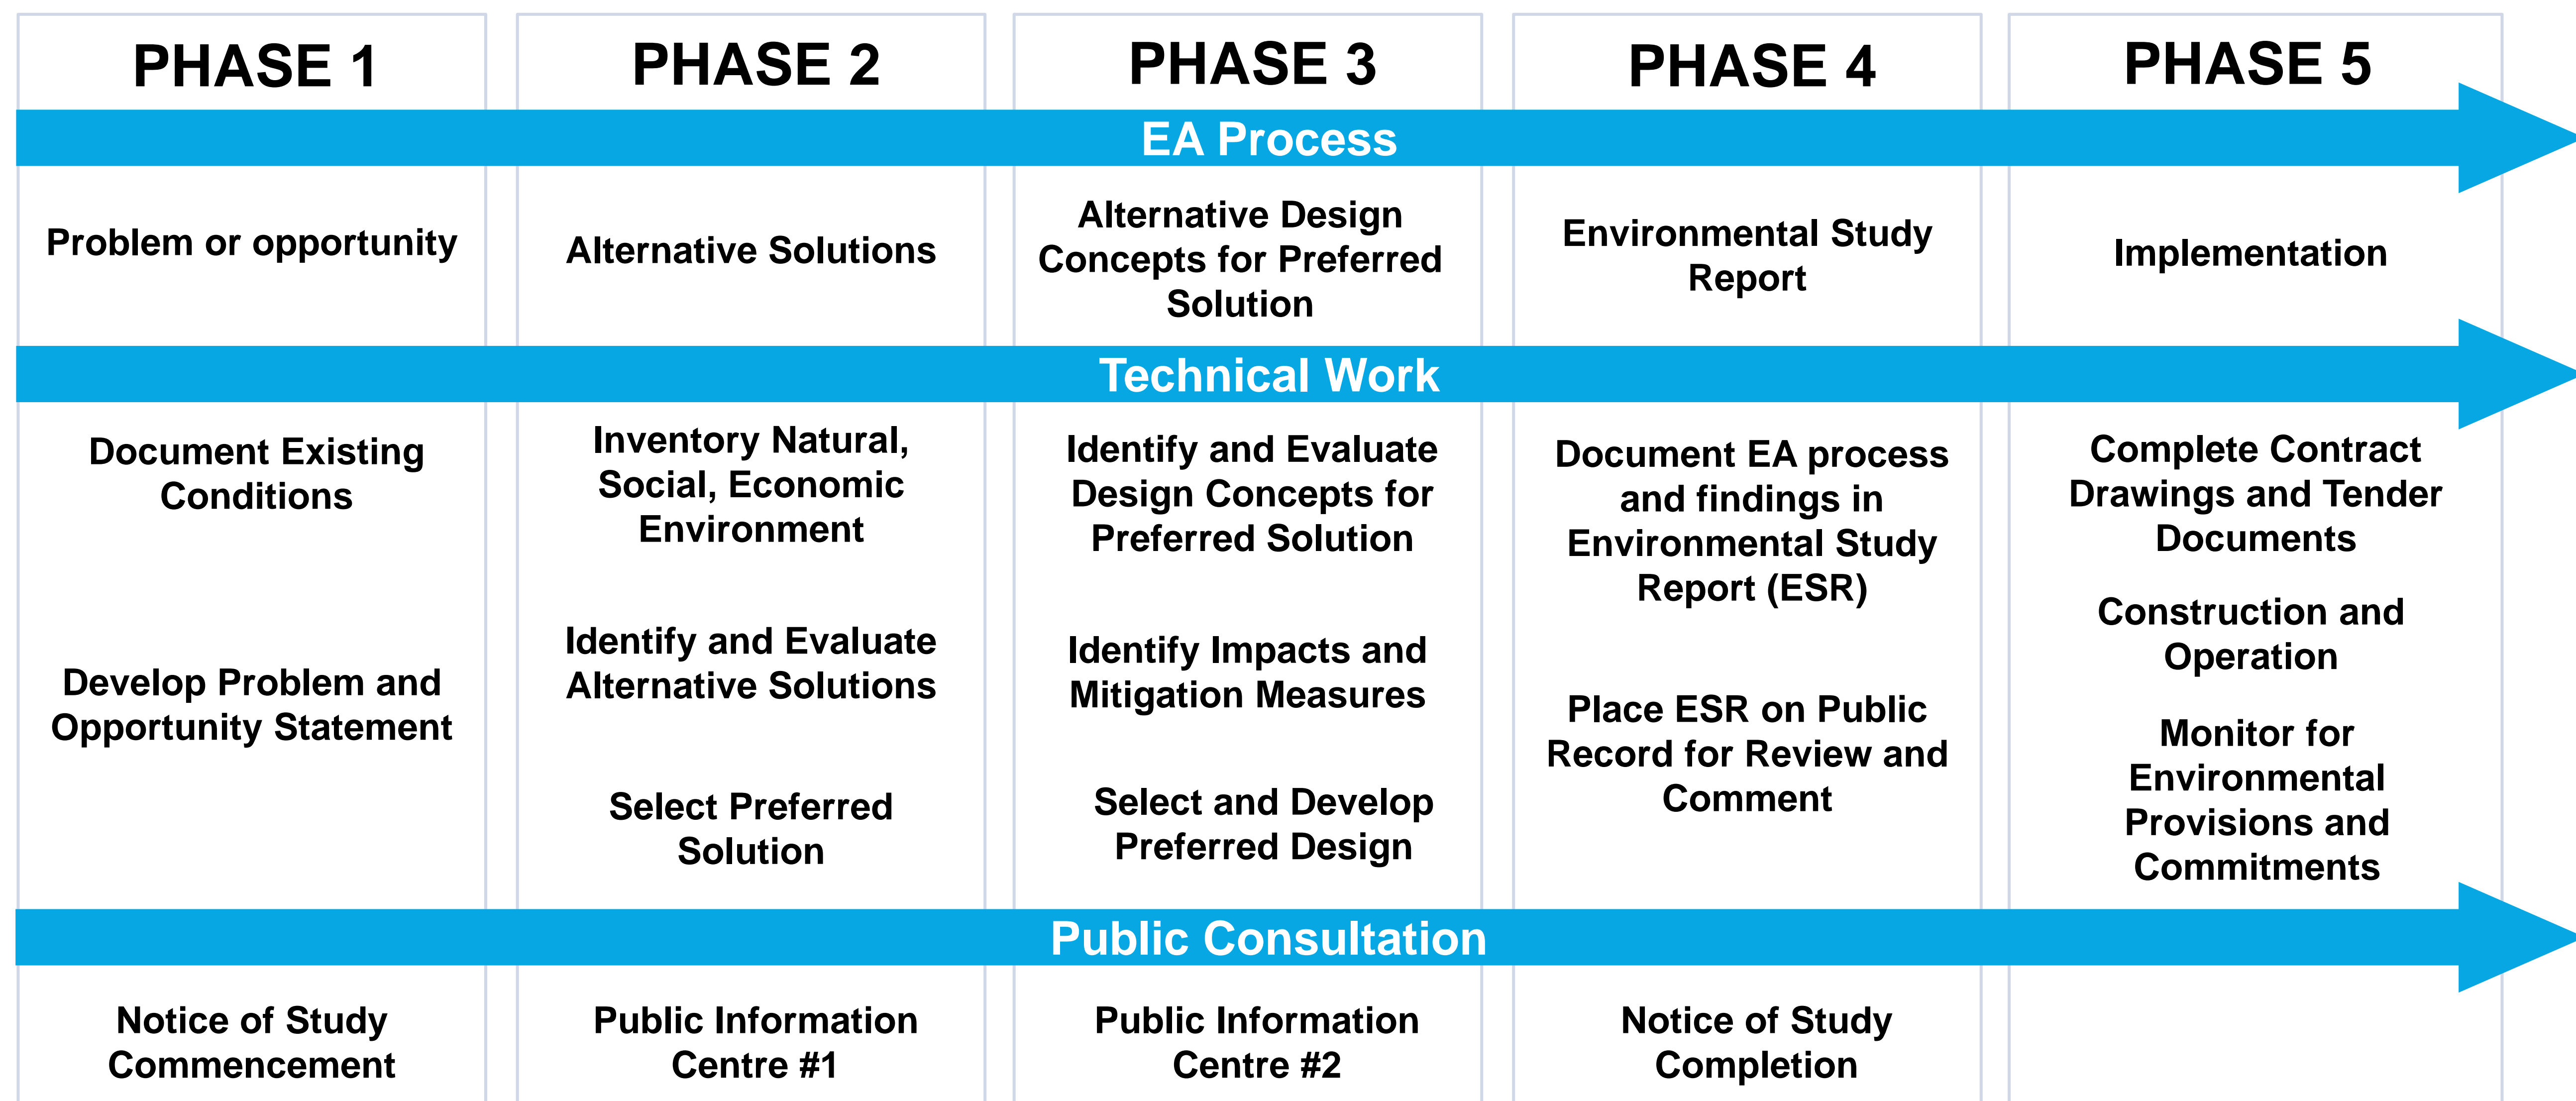 PHASE 1
PHASE 2
PHASE 3
PHASE 4
PHASE 5
EA Process
Problem or opportunity
Alternative Solutions
Alternative Design
Concepts for Preferred
Solution
Environmental Study
Report
Implementation
Technical Work
Document Existing
Conditions
Develop Problem and
Opportunity Statement
Inventory Natural,
Social, Economic
Environment
Identify and Evaluate
Alternative Solutions
Select Preferred
Solution
Identify and Evaluate
Design Concepts for
Preferred Solution
Identify Impacts and
Mitigation Measures
Select and Develop
Preferred Design
Document EA process
and findings in
Environmental Study
Report (ESR)
Place ESR on Public
Record for Review and
Comment
Complete Contract
Drawings and Tender
Documents
Construction and
Operation
Monitor for
Environmental
Provisions and
Commitments
Public Consultation
Notice of Study
Commencement
Public Information
Centre #1
Public Information
Centre #2
Notice of Study
Completion